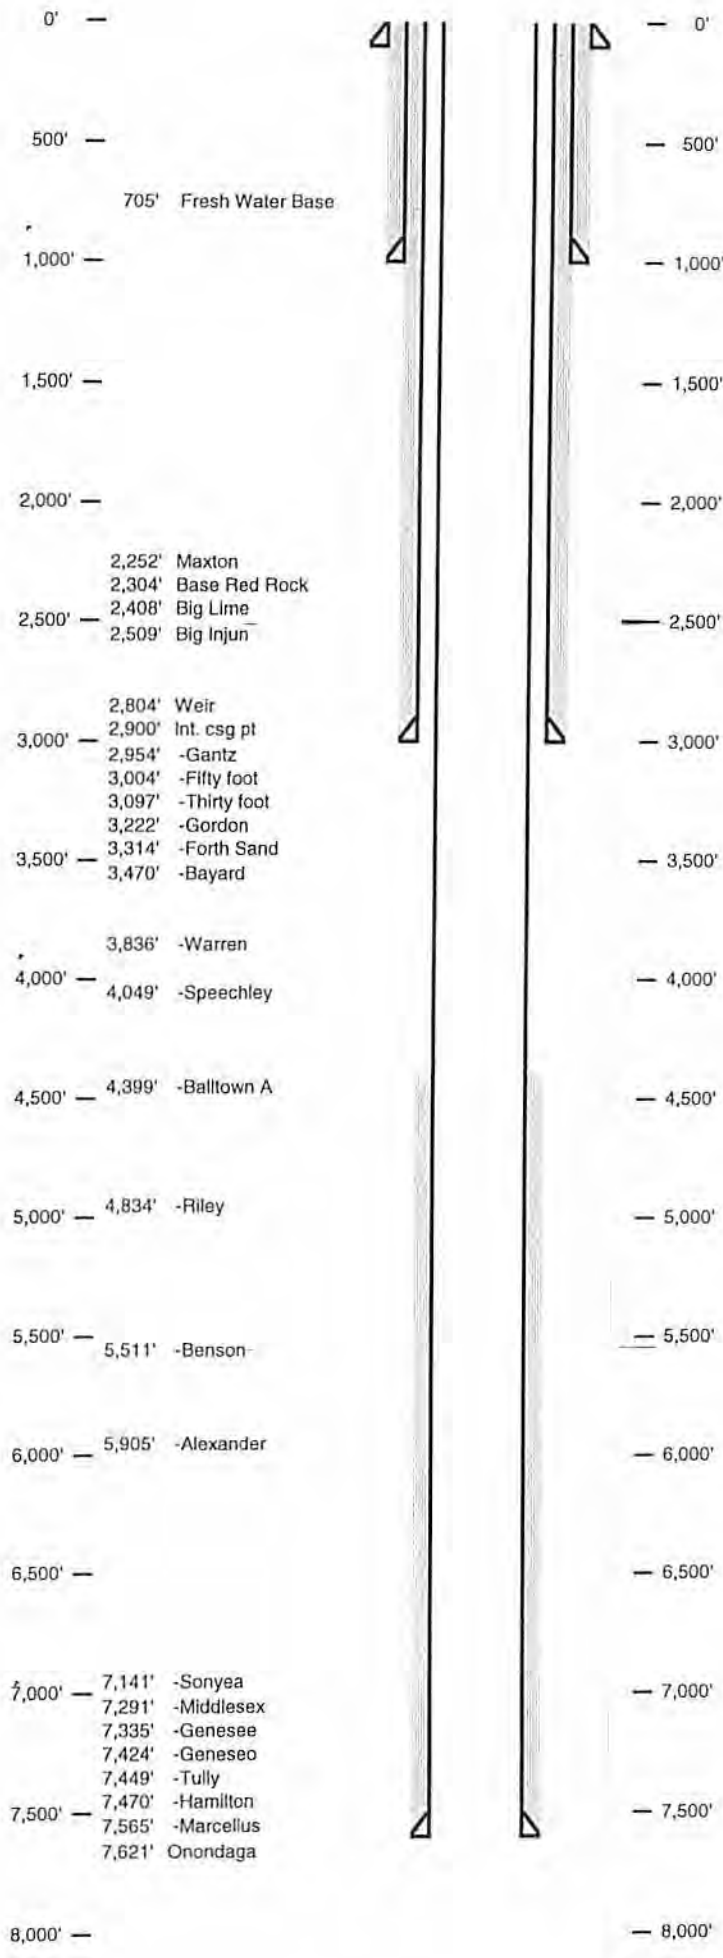 0' — — 0'
500' — — 500'
705' Fresh Water Base
1,000' — — 1,000'
1,500' — — 1,500'
2,000' — — 2,000'
2,252' Maxton
2,304' Base Red Rock
2,408' Big Lime
2,500' — — 2,500'
2,509' Big Injun
2,804' Weir
2,900' Int. csg pt
3,000' — — 3,000'
2,954' -Gantz
3,004' -Fifty foot
3,097' -Thirty foot
3,222' -Gordon
3,314' -Forth Sand
3,500' — — 3,500'
3,470' -Bayard
3,836' -Warren
4,000' — — 4,000'
4,049' -Speechley
4,399' -Balltown A
4,500' — — 4,500'
4,834' -Riley
5,000' — — 5,000'
5,500' — — 5,500'
5,511' -Benson
5,905' -Alexander
6,000' — — 6,000'
6,500' — — 6,500'
7,141' -Sonyea
7,000' — — 7,000'
7,291' -Middlesex
7,335' -Genesee
7,424' -Geneseo
7,449' -Tully
7,470' -Hamilton
7,500' — — 7,500'
7,565' -Marcellus
7,621' Onondaga
8,000' — — 8,000'